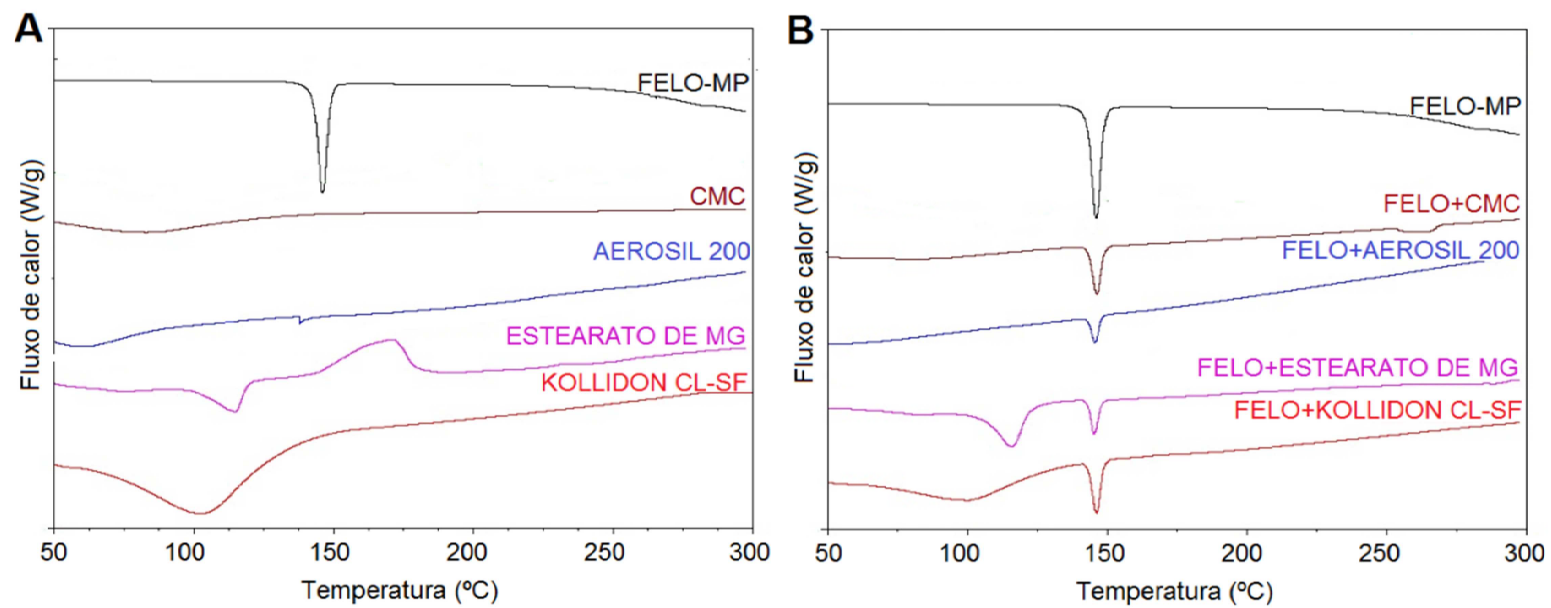 A
FELO-MP
CMC
AEROSIL 200
ESTEARATO DE MG
KOLLIDON CL-SF
Fluxo de calor (W/g)
50 100 150 200 250 300
Temperatura (ºC)
B
FELO-MP
FELO+CMC
FELO+AEROSIL 200
FELO+ESTEARATO DE MG
FELO+KOLLIDON CL-SF
Fluxo de calor (W/g)
50 100 150 200 250 300
Temperatura (ºC)